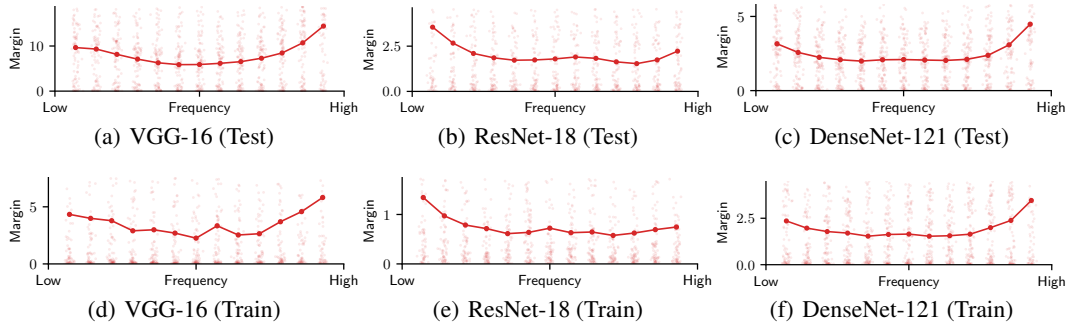 Margin
10
0
Low
Frequency
High
(a) VGG-16 (Test)
Margin
2.5
0.0
Low
Frequency
High
(b) ResNet-18 (Test)
Margin
5
0
Low
Frequency
High
(c) DenseNet-121 (Test)
Margin
5
0
Low
Frequency
High
(d) VGG-16 (Train)
Margin
1
0
Low
Frequency
High
(e) ResNet-18 (Train)
Margin
2.5
0.0
Low
Frequency
High
(f) DenseNet-121 (Train)